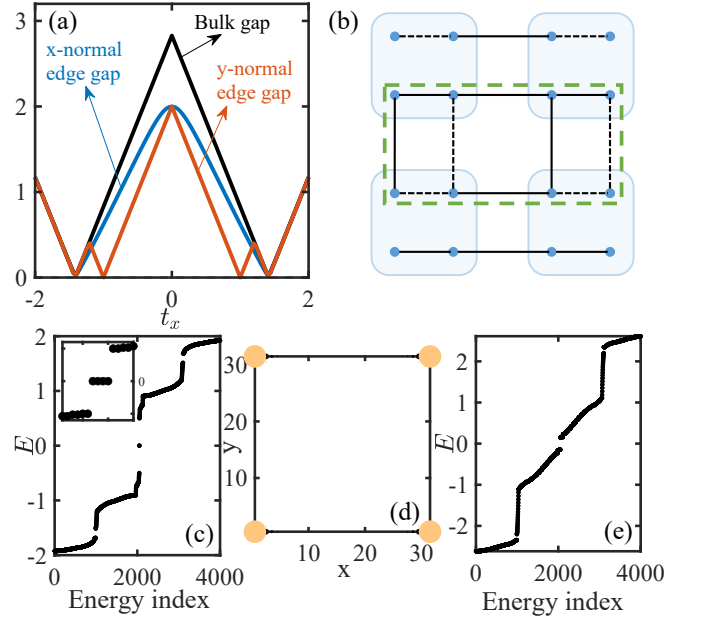 (a)
Bulk gap
x-normal
edge gap
y-normal
edge gap
3
2
1
0
-2
0
2
t_x
(b)
2
1
0
-1
-2
E
0
0
2000
4000
Energy index
(c)
30
20
10
y
10
20
30
x
(d)
2
1
0
-1
-2
E
0
2000
4000
Energy index
(e)